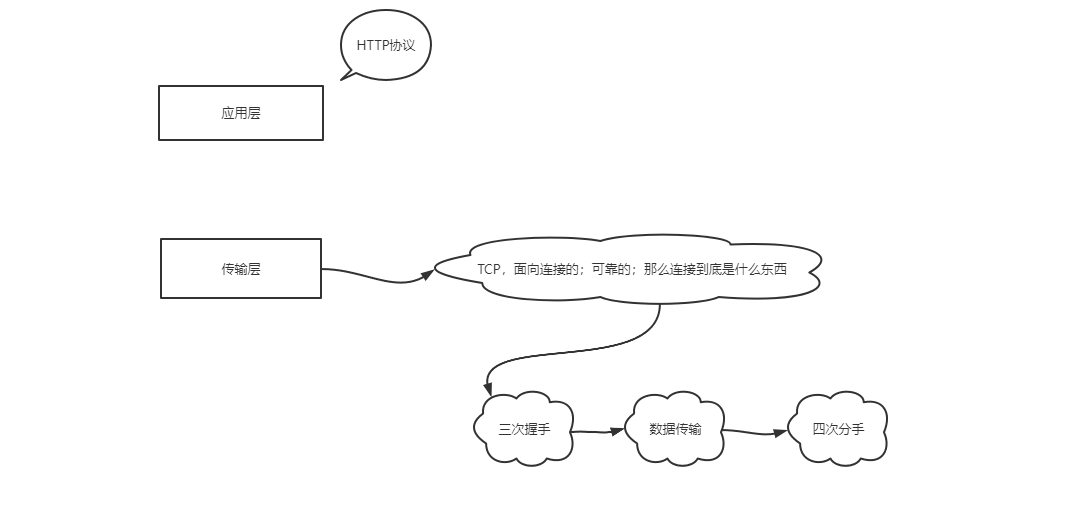 HTTP协议
应用层
传输层
TCP，面向连接的；可靠的；那么连接到底是什么东西
三次握手
数据传输
四次分手